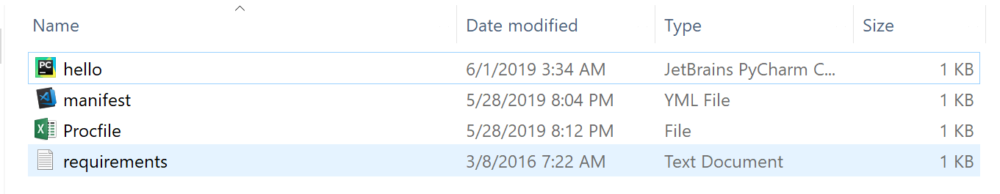 Name Date modified Type Size
PC hello 6/1/2019 3:34 AM JetBrains PyCharm C... 1 KB
manifest 5/28/2019 8:04 PM YML File 1 KB
X Procfile 5/28/2019 8:12 PM File 1 KB
requirements 3/8/2016 7:22 AM Text Document 1 KB